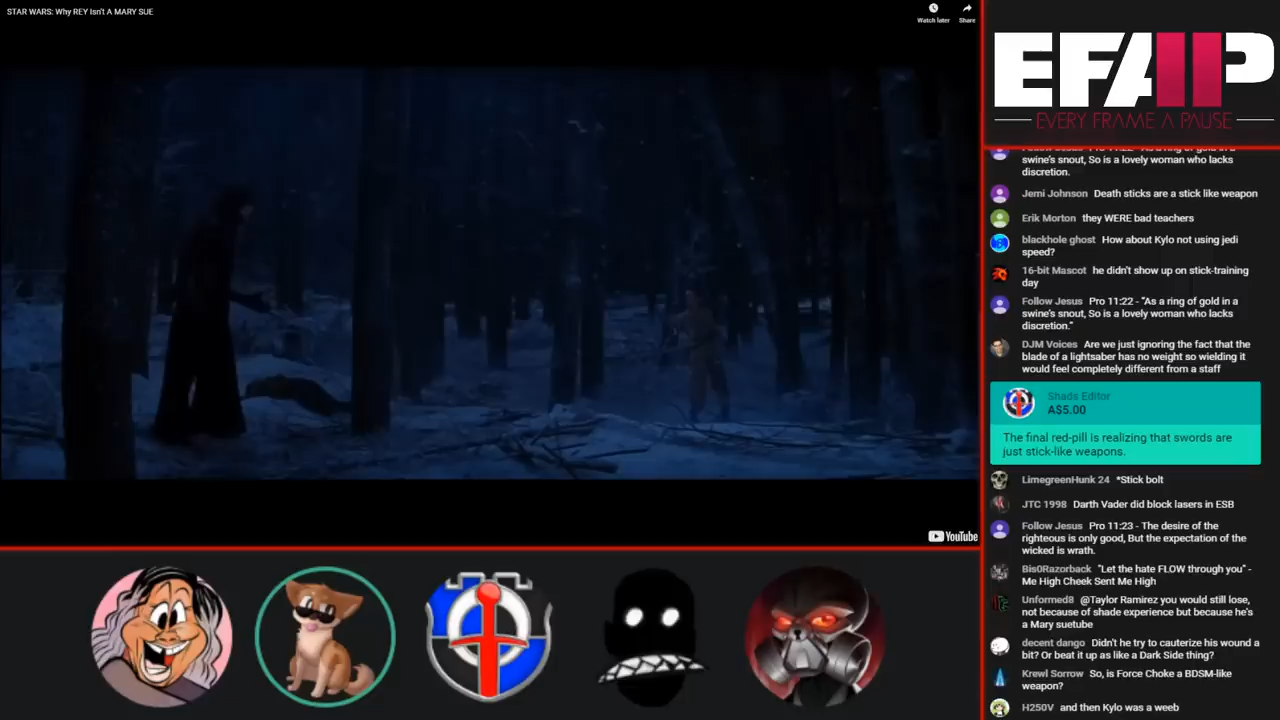 STAR WARS: Why REY Isn't A MARY SUE
Watch later
Share
YouTube
EFAP
EVERY FRAME A PAUSE
swine's snout, So is a lovely woman who lacks
discretion.
Jemi Johnson Death sticks are a stick like weapon
Erik Morton they WERE bad teachers
blackhole ghost How about Kylo not using jedi
speed?
16-bit Mascot he didn't show up on stick-training
day
Follow Jesus Pro 11:22 - "As a ring of gold in a
swine's snout, So is a lovely woman who lacks
discretion."
DJM Voices Are we just ignoring the fact that the
blade of a lightsaber has no weight so wielding it
would feel completely different from a staff
Shads Editor
A$5.00
The final red-pill is realizing that swords are
just stick-like weapons.
LimegreenHunk 24 *Stick bolt
JTC 1998 Darth Vader did block lasers in ESB
Follow Jesus Pro 11:23 - The desire of the
righteous is only good, But the expectation of the
wicked is wrath.
Bis0Razorback "Let the hate FLOW through you" -
Me High Cheek Sent Me High
Unformed8 @Taylor Ramirez you would still lose,
not because of shade experience but because he's
a Mary suetube
decent dango Didn't he try to cauterize his wound a
bit? Or beat it up as like a Dark Side thing?
Krewl Sorrow So, is Force Choke a BDSM-like
weapon?
H250V and then Kylo was a weeb